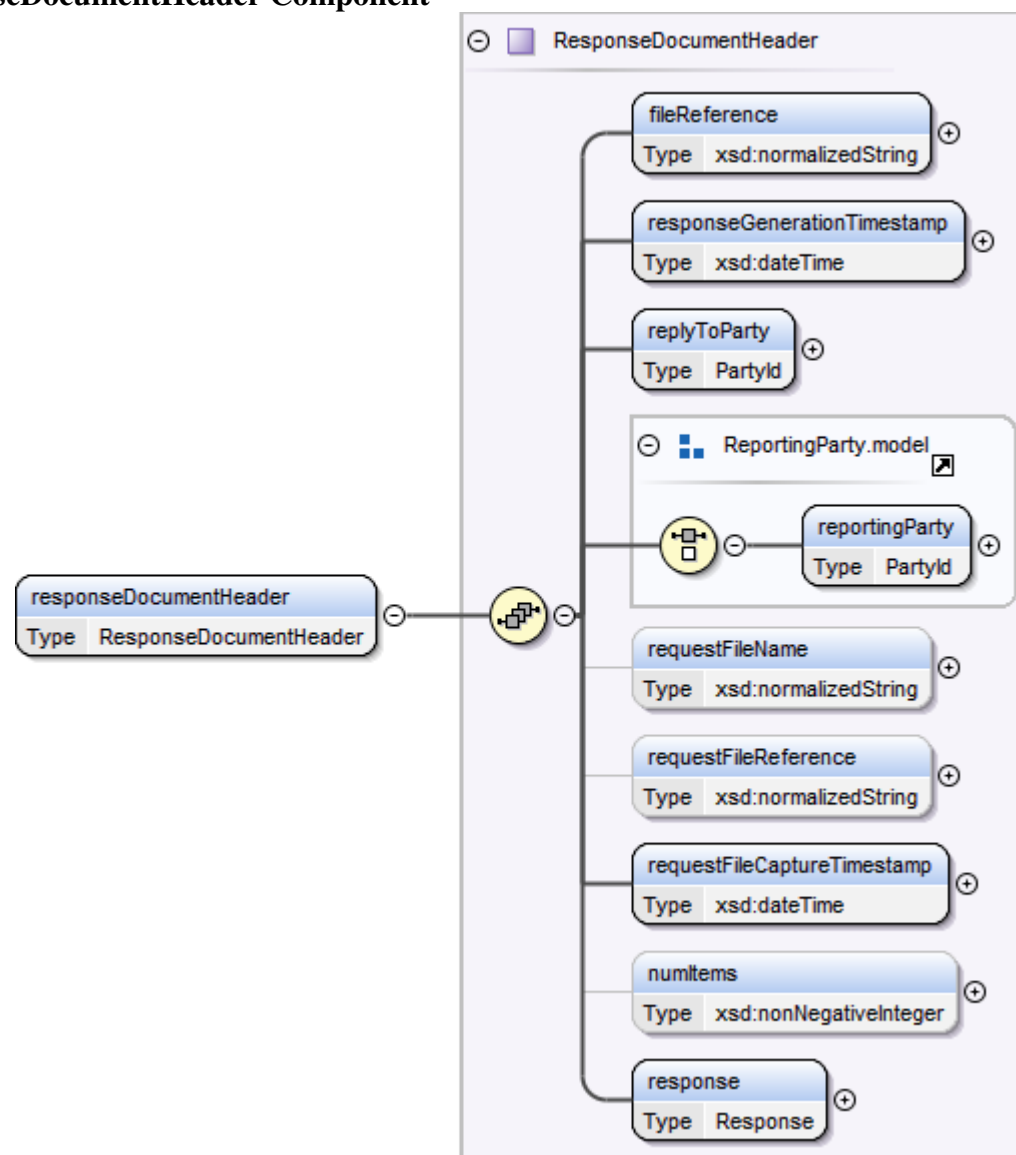 seDocumentHeader Component
ResponseDocumentHeader
fileReference
Type xsd:normalizedString
responseGenerationTimestamp
Type xsd:dateTime
replyToParty
Type PartyId
ReportingParty.model
reportingParty
Type PartyId
responseDocumentHeader
Type ResponseDocumentHeader
requestFileName
Type xsd:normalizedString
requestFileReference
Type xsd:normalizedString
requestFileCaptureTimestamp
Type xsd:dateTime
numItems
Type xsd:nonNegativeInteger
response
Type Response